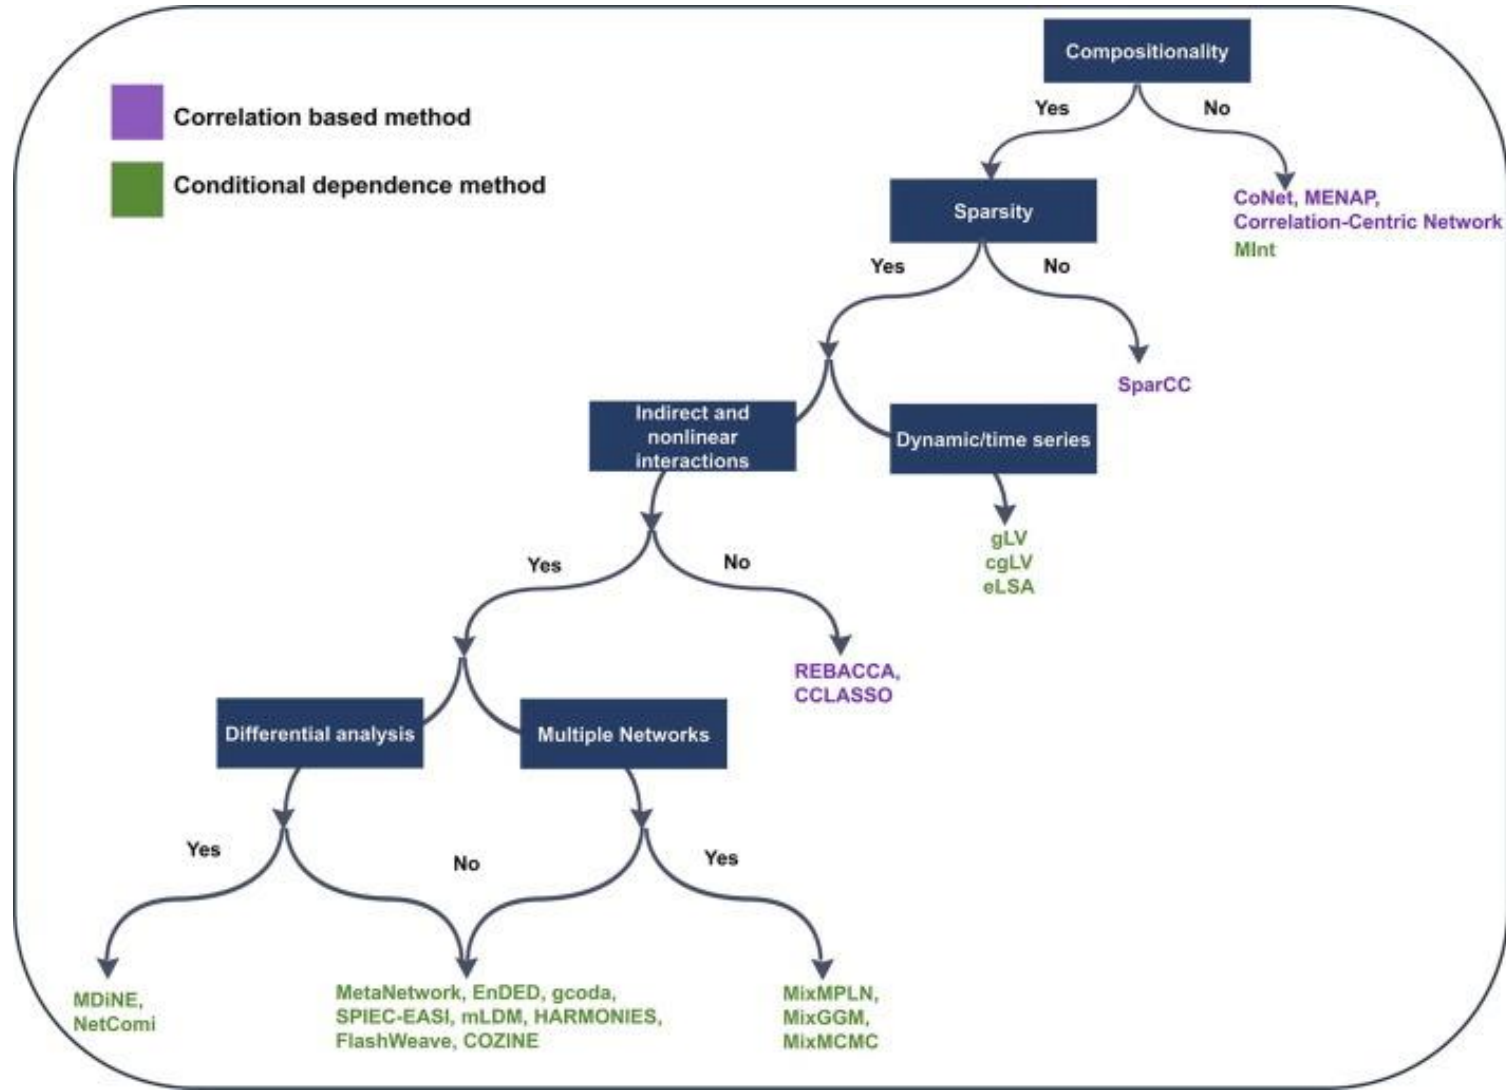 Compositionality
Correlation based method
Conditional dependence method
Yes
No
Sparsity
CoNet, MENAP,
Correlation-Centric Network
MInt
Yes
No
SparCC
Indirect and
nonlinear
interactions
Dynamic/time series
gLV
cgLV
eLSA
Yes
No
REBACCA,
CCLASSO
Differential analysis
Multiple Networks
Yes
No
Yes
MDiNE,
NetComi
MetaNetwork, EnDED, gcoda,
SPIEC-EASI, mLDM, HARMONIES,
FlashWeave, COZINE
MixMPLN,
MixGGM,
MixMCMC